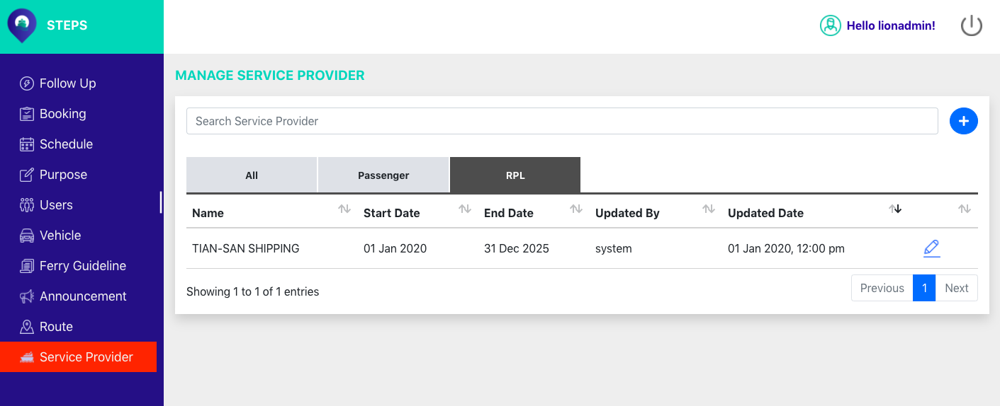 STEPS
Hello lionadmin!
Follow Up
Booking
Schedule
Purpose
Users
Vehicle
Ferry Guideline
Announcement
Route
Service Provider
MANAGE SERVICE PROVIDER
Search Service Provider
All Passenger RPL
Name Start Date End Date Updated By Updated Date
TIAN-SAN SHIPPING 01 Jan 2020 31 Dec 2025 system 01 Jan 2020, 12:00 pm
Showing 1 to 1 of 1 entries
Previous 1 Next